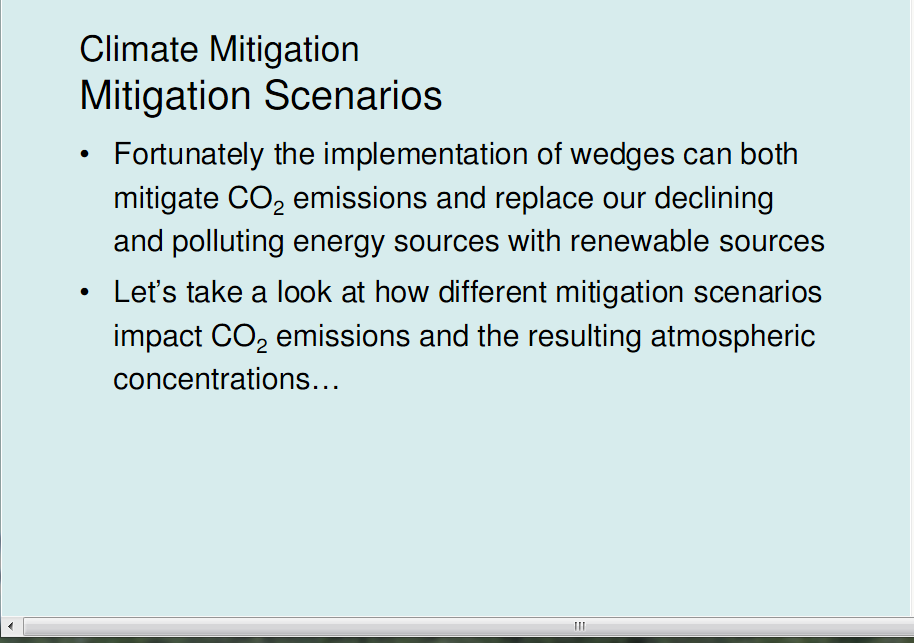 Climate Mitigation
Mitigation Scenarios
• Fortunately the implementation of wedges can both
mitigate CO₂ emissions and replace our declining
and polluting energy sources with renewable sources
• Let’s take a look at how different mitigation scenarios
impact CO₂ emissions and the resulting atmospheric
concentrations…